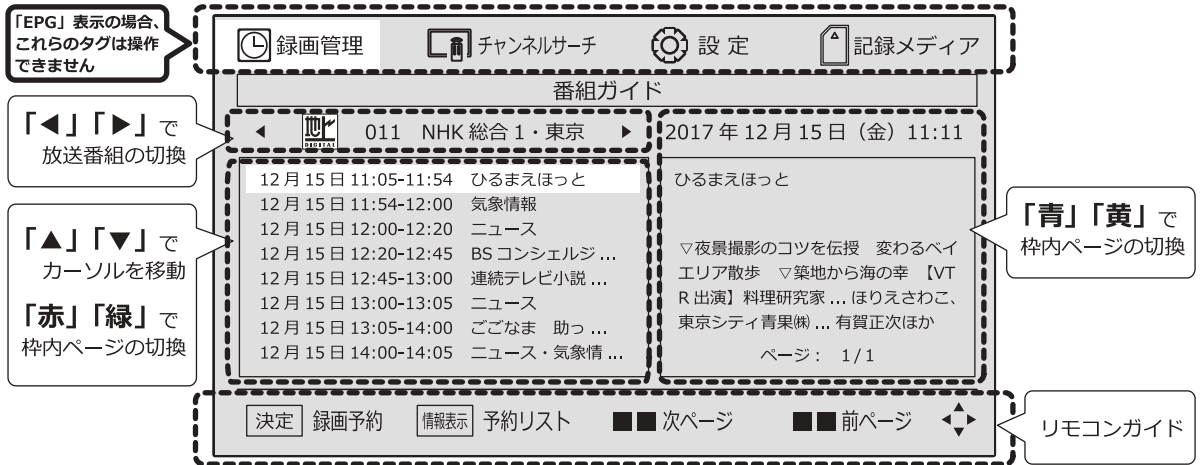 「EPG」表示の場合、
これらのタグは操作
できません
録画管理
チャンネルサーチ
設 定
記録メディア
番組ガイド
「◀」「▶」で
放送番組の切換
◀ 地デジ DIGITAL 011 NHK 総合 1・東京 ▶
2017 年 12 月 15 日（金）11:11
「▲」「▼」で
カーソルを移動
「赤」「緑」で
枠内ページの切換
12 月 15 日 11:05-11:54 ひるまえほっと
12 月 15 日 11:54-12:00 気象情報
12 月 15 日 12:00-12:20 ニュース
12 月 15 日 12:20-12:45 BS コンシェルジ ...
12 月 15 日 12:45-13:00 連続テレビ小説 ...
12 月 15 日 13:00-13:05 ニュース
12 月 15 日 13:05-14:00 ごごなま 助っ ...
12 月 15 日 14:00-14:05 ニュース・気象情 ...
ひるまえほっと
▽夜景撮影のコツを伝授 変わるベイ
エリア散歩 ▽築地から海の幸 【VT
R 出演】料理研究家 ... ほりえさわこ、
東京シティ青果㈱ ... 有賀正次ほか
ページ： 1/1
「青」「黄」で
枠内ページの切換
決定 録画予約 情報表示 予約リスト ■■ 次ページ ■■ 前ページ
リモコンガイド